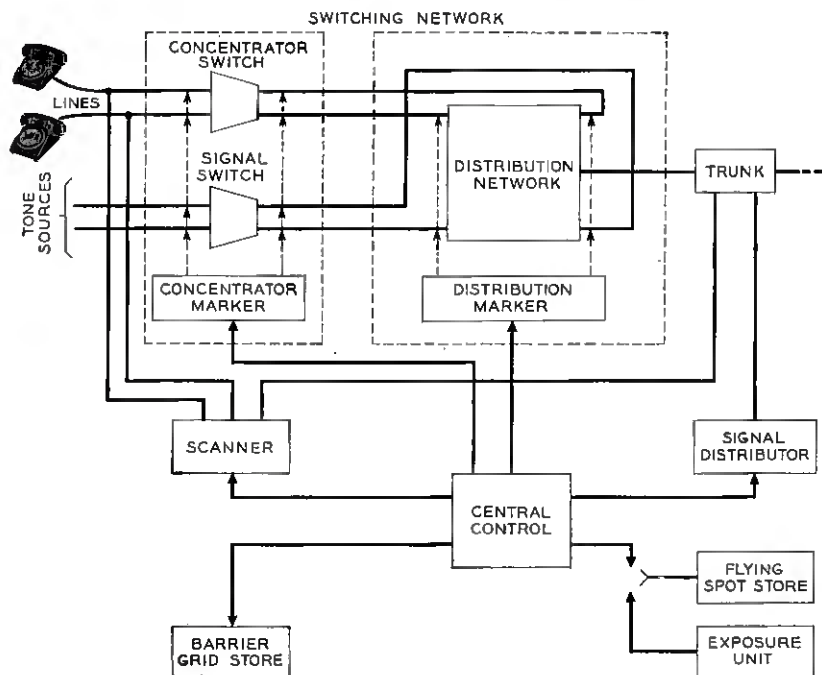 SWITCHING NETWORK
CONCENTRATOR
SWITCH
LINES
SIGNAL
SWITCH
TONE
SOURCES
DISTRIBUTION
NETWORK
TRUNK
CONCENTRATOR
MARKER
DISTRIBUTION
MARKER
SCANNER
SIGNAL
DISTRIBUTOR
CENTRAL
CONTROL
FLYING
SPOT STORE
BARRIER
GRID STORE
EXPOSURE
UNIT